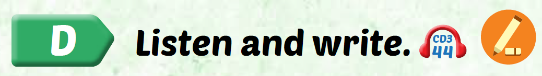 D Listen and write. CD3 44